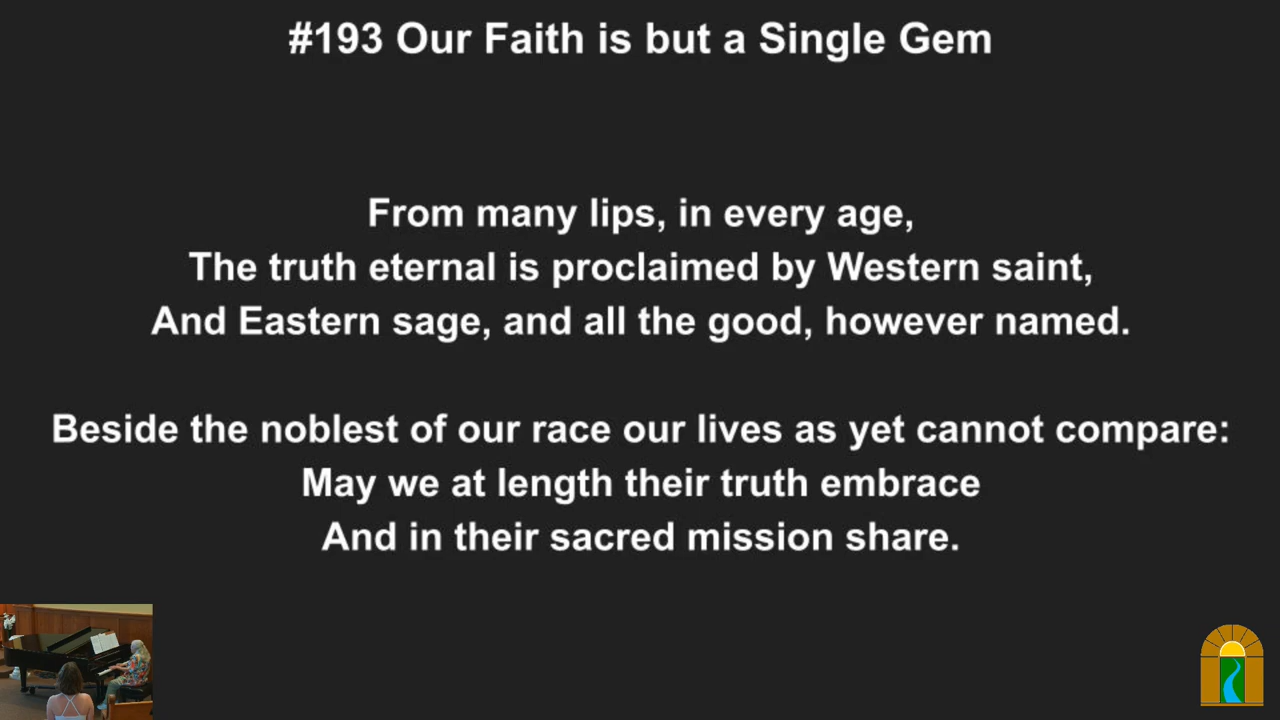 #193 Our Faith is but a Single Gem
From many lips, in every age,
The truth eternal is proclaimed by Western saint,
And Eastern sage, and all the good, however named.
Beside the noblest of our race our lives as yet cannot compare:
May we at length their truth embrace
And in their sacred mission share.